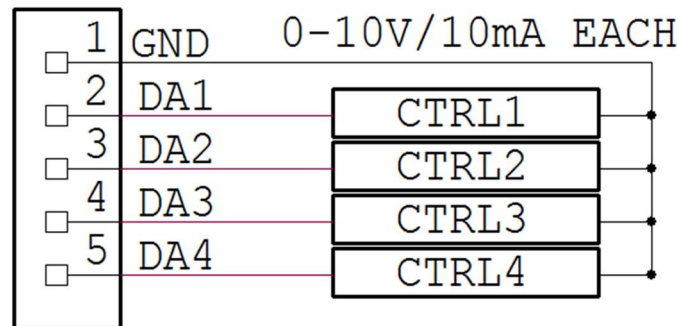 1 GND 0-10V/10mA EACH
2 DA1 CTRL1
3 DA2 CTRL2
4 DA3 CTRL3
5 DA4 CTRL4